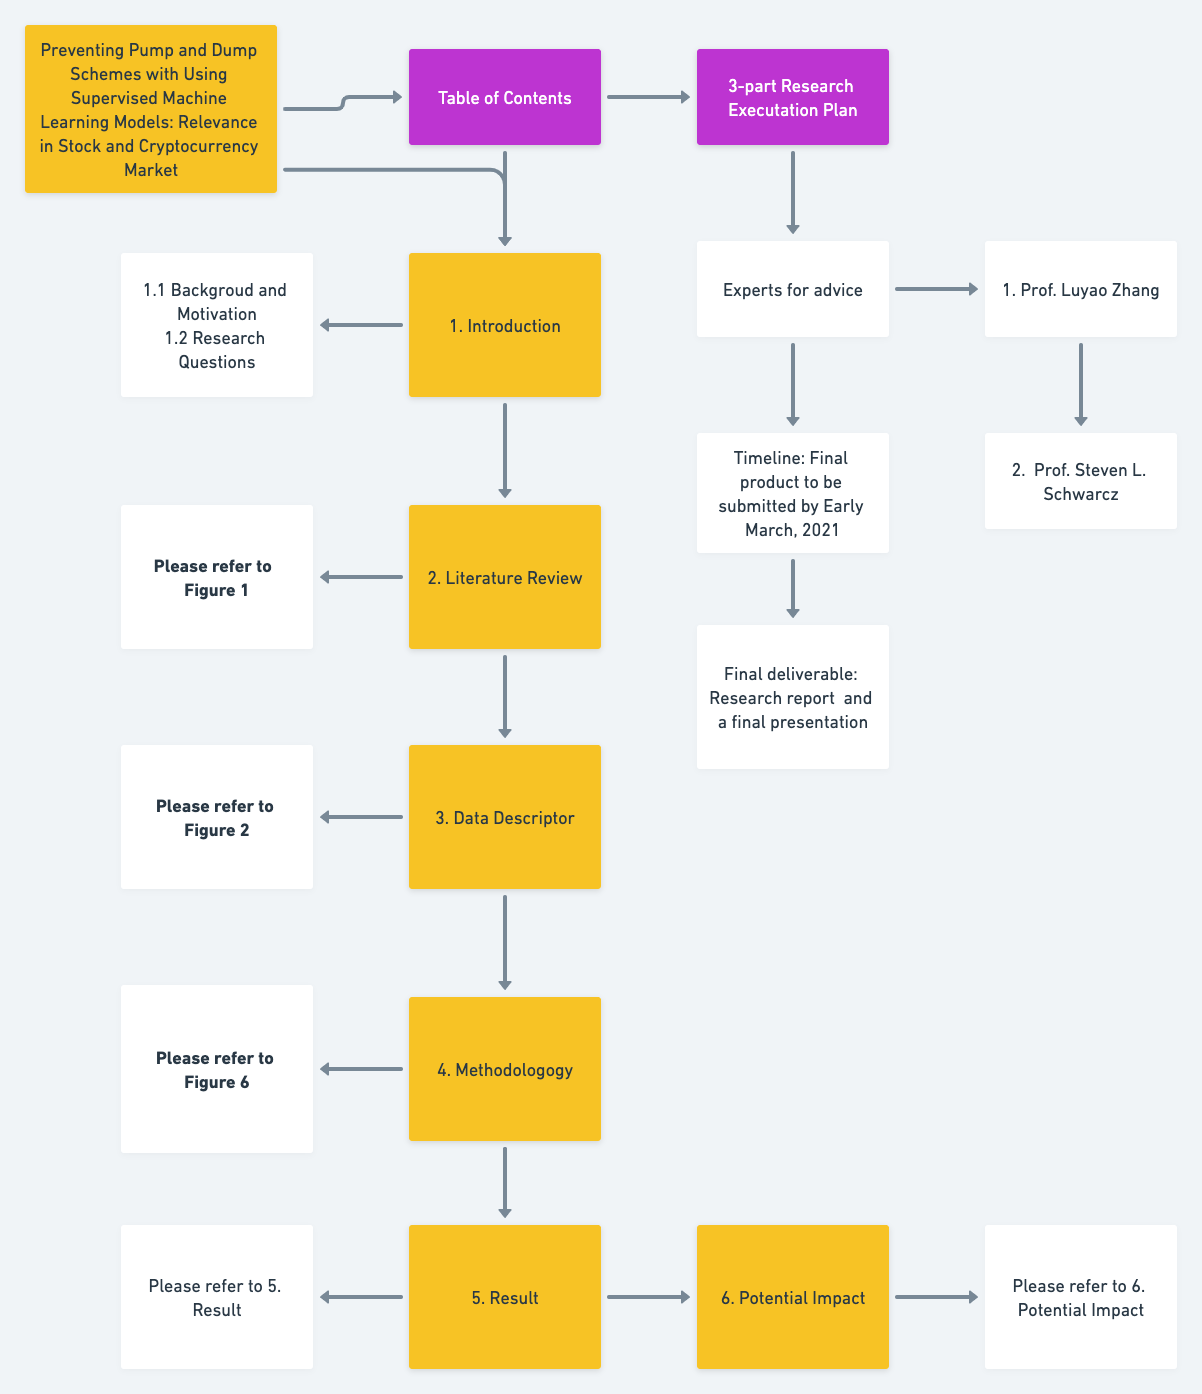 Preventing Pump and Dump
Schemes with Using
Supervised Machine
Learning Models: Relevance
in Stock and Cryptocurrency
Market
Table of Contents
3-part Research
Executation Plan
1.1 Backgroud and
Motivation
1.2 Research
Questions
1. Introduction
Experts for advice
1. Prof. Luyao Zhang
Timeline: Final
product to be
submitted by Early
March, 2021
2. Prof. Steven L.
Schwarcz
Please refer to
Figure 1
2. Literature Review
Final deliverable:
Research report and
a final presentation
Please refer to
Figure 2
3. Data Descriptor
Please refer to
Figure 6
4. Methodologogy
Please refer to 5.
Result
5. Result
6. Potential Impact
Please refer to 6.
Potential Impact